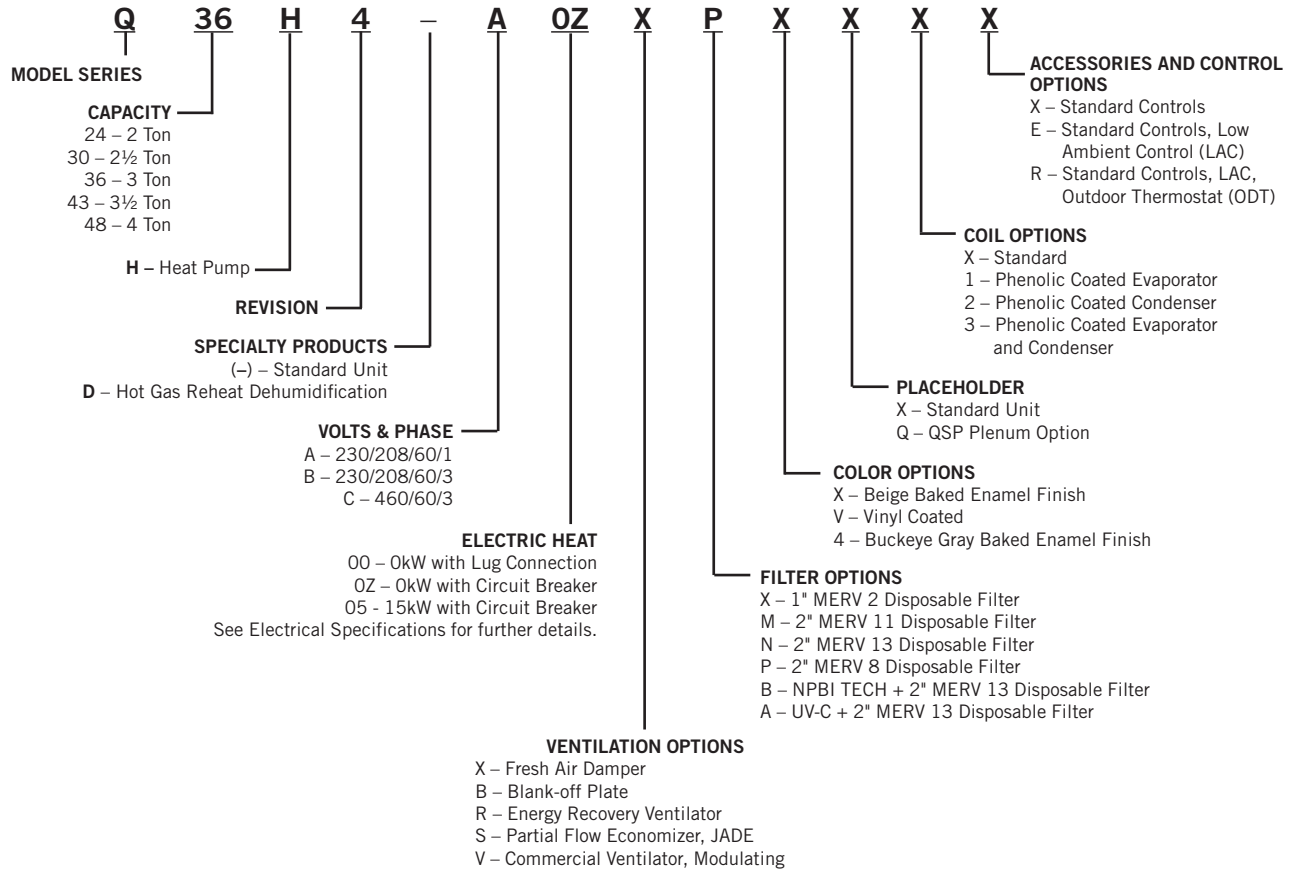 Q 36 H 4 – A 0Z X P X X X X
MODEL SERIES
CAPACITY
24 – 2 Ton
30 – 2½ Ton
36 – 3 Ton
43 – 3½ Ton
48 – 4 Ton
H – Heat Pump
REVISION
SPECIALTY PRODUCTS
(–) – Standard Unit
D – Hot Gas Reheat Dehumidification
VOLTS & PHASE
A – 230/208/60/1
B – 230/208/60/3
C – 460/60/3
ELECTRIC HEAT
00 – 0kW with Lug Connection
0Z – 0kW with Circuit Breaker
05 - 15kW with Circuit Breaker
See Electrical Specifications for further details.
VENTILATION OPTIONS
X – Fresh Air Damper
B – Blank-off Plate
R – Energy Recovery Ventilator
S – Partial Flow Economizer, JADE
V – Commercial Ventilator, Modulating
FILTER OPTIONS
X – 1" MERV 2 Disposable Filter
M – 2" MERV 11 Disposable Filter
N – 2" MERV 13 Disposable Filter
P – 2" MERV 8 Disposable Filter
B – NPBI TECH + 2" MERV 13 Disposable Filter
A – UV-C + 2" MERV 13 Disposable Filter
COLOR OPTIONS
X – Beige Baked Enamel Finish
V – Vinyl Coated
4 – Buckeye Gray Baked Enamel Finish
PLACEHOLDER
X – Standard Unit
Q – QSP Plenum Option
COIL OPTIONS
X – Standard
1 – Phenolic Coated Evaporator
2 – Phenolic Coated Condenser
3 – Phenolic Coated Evaporator
and Condenser
ACCESSORIES AND CONTROL
OPTIONS
X – Standard Controls
E – Standard Controls, Low
Ambient Control (LAC)
R – Standard Controls, LAC,
Outdoor Thermostat (ODT)